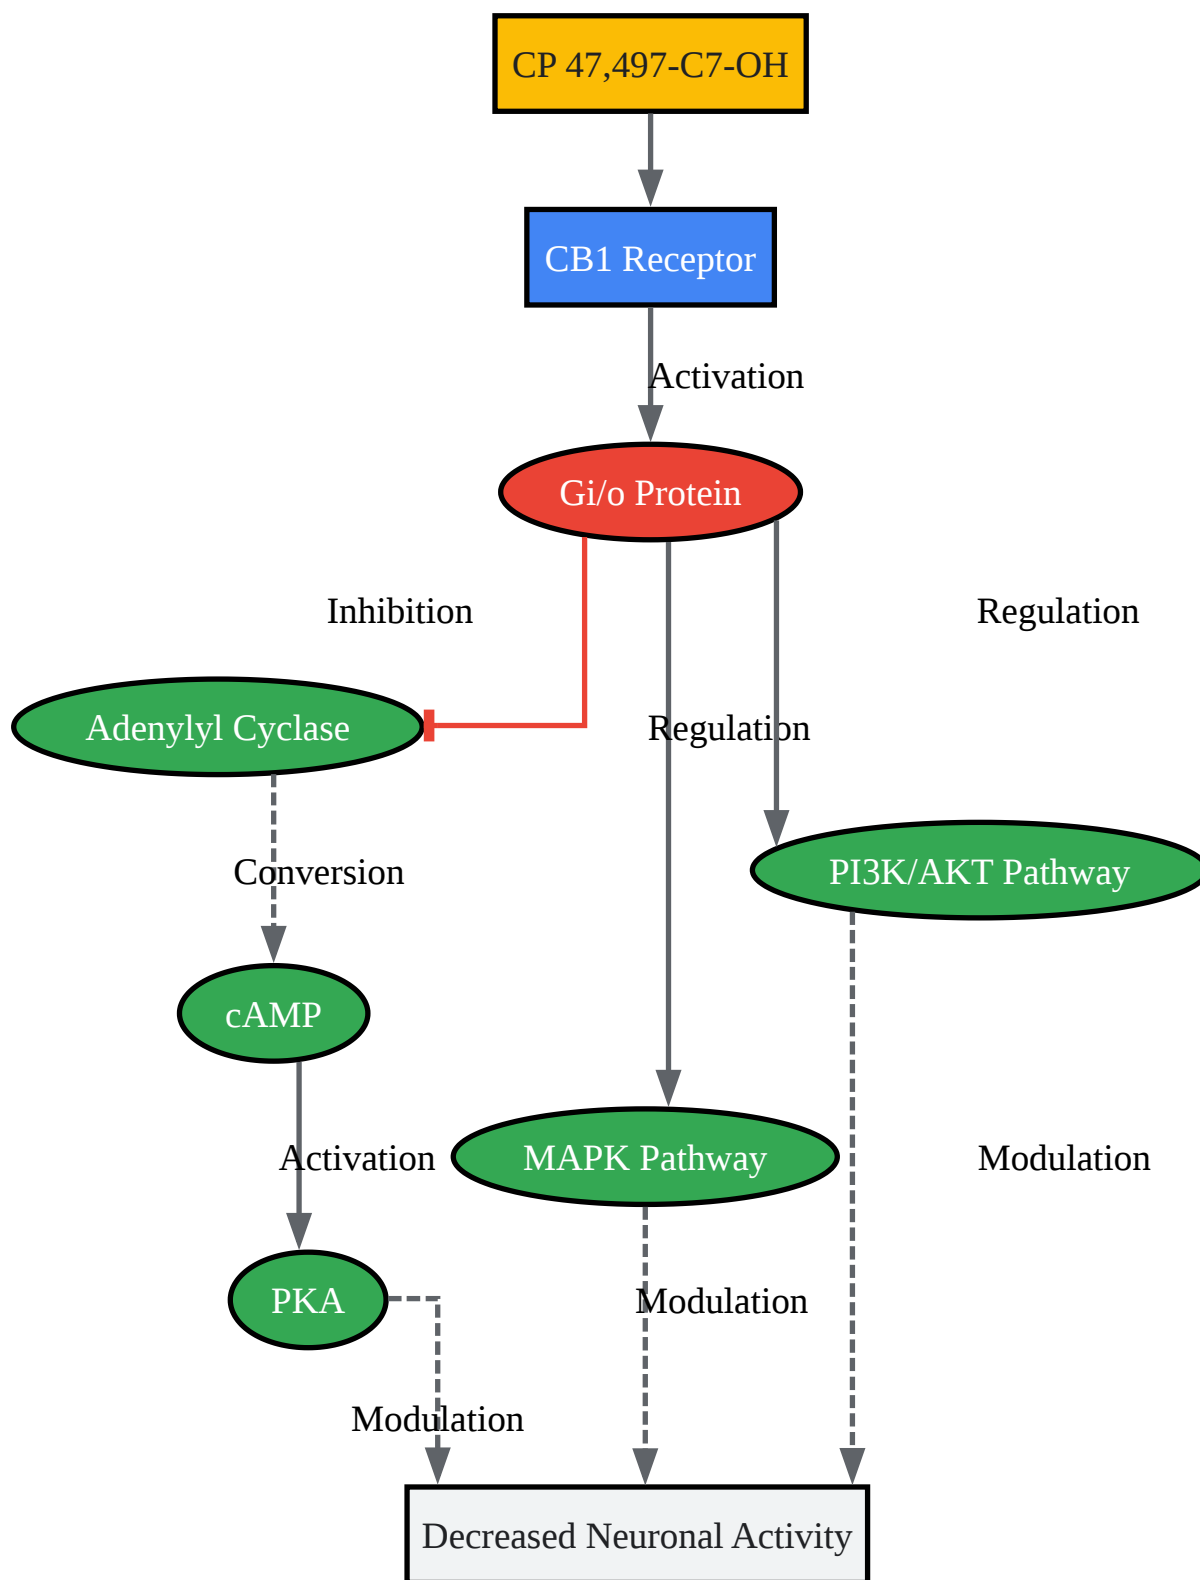 CP 47,497-C7-OH
CB1 Receptor
Activation
Gi/o Protein
Inhibition
Regulation
Adenylyl Cyclase
Regulation
Conversion
PI3K/AKT Pathway
cAMP
Activation
MAPK Pathway
Modulation
PKA
Modulation
Modulation
Decreased Neuronal Activity